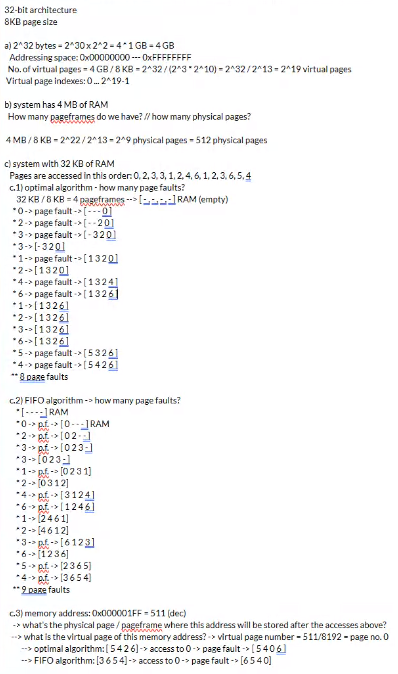 32-bit architecture
8KB page size
a) 2^32 bytes = 2^30 x 2^2 = 4 * 1 GB = 4 GB
Addressing space: 0x00000000 --- 0xFFFFFFFF
No. of virtual pages = 4 GB / 8 KB = 2^32 / (2^3 * 2^10) = 2^32 / 2^13 = 2^19 virtual pages
Virtual page indexes: 0 ... 2^19-1
b) system has 4 MB of RAM
How many pageframes do we have? // how many physical pages?
4 MB / 8 KB = 2^22 / 2^13 = 2^9 physical pages = 512 physical pages
c) system with 32 KB of RAM
Pages are accessed in this order: 0, 2, 3, 3, 1, 2, 4, 6, 1, 2, 3, 6, 5, 4
c.1) optimal algorithm - how many page faults?
32 KB / 8 KB = 4 pageframes --> [-,-,-,-] RAM (empty)
* 0 -> page fault -> [- - - 0]
* 2 -> page fault -> [- - 2 0]
* 3 -> page fault -> [- 3 2 0]
* 3 -> [- 3 2 0]
* 1 -> page fault -> [1 3 2 0]
* 2 -> [1 3 2 0]
* 4 -> page fault -> [1 3 2 4]
* 6 -> page fault -> [1 3 2 6]
* 1 -> [1 3 2 6]
* 2 -> [1 3 2 6]
* 3 -> [1 3 2 6]
* 6 -> [1 3 2 6]
* 5 -> page fault -> [5 3 2 6]
* 4 -> page fault -> [5 4 2 6]
** 8 page faults
c.2) FIFO algorithm -> how many page faults?
* [- - - -] RAM
* 0 -> p.f. -> [0 - - -] RAM
* 2 -> p.f. -> [0 2 - -]
* 3 -> p.f. -> [0 2 3 -]
* 3 -> [0 2 3 -]
* 1 -> p.f. -> [0 2 3 1]
* 2 -> [0 3 1 2]
* 4 -> p.f. -> [3 1 2 4]
* 6 -> p.f. -> [1 2 4 6]
* 1 -> [2 4 6 1]
* 2 -> [4 6 1 2]
* 3 -> p.f. -> [6 1 2 3]
* 6 -> [1 2 3 6]
* 5 -> p.f. -> [2 3 6 5]
* 4 -> p.f. -> [3 6 5 4]
** 9 page faults
c.3) memory address: 0x000001FF = 511 (dec)
-> what's the physical page / pageframe where this address will be stored after the accesses above?
--> what is the virtual page of this memory address? -> virtual page number = 511/8192 = page no. 0
--> optimal algorithm: [ 5 4 2 6] -> access to 0 -> page fault -> [5 4 0 6]
--> FIFO algorithm: [3 6 5 4] -> access to 0 -> page fault -> [6 5 4 0]